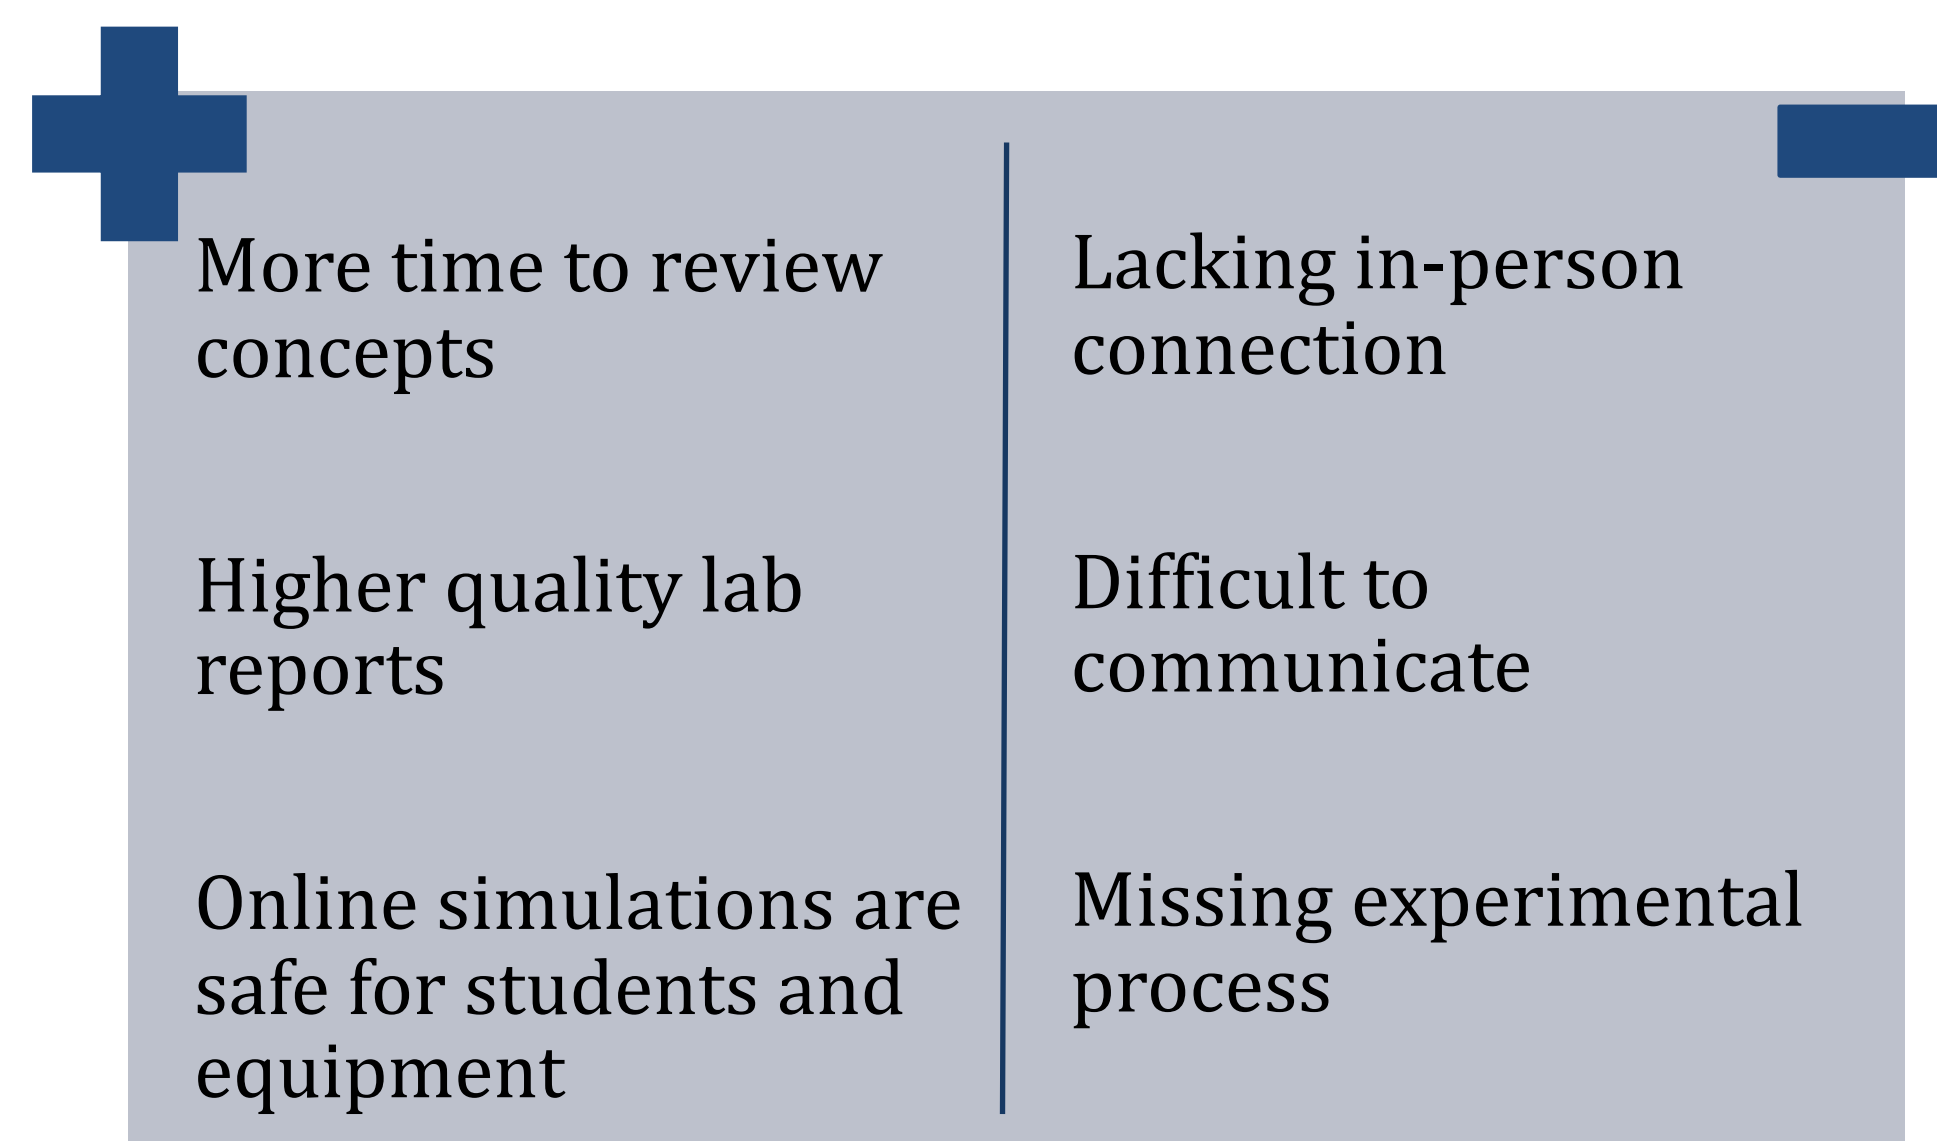 More time to review
concepts
Higher quality lab
reports
Online simulations are
safe for students and
equipment
Lacking in-person
connection
Difficult to
communicate
Missing experimental
process